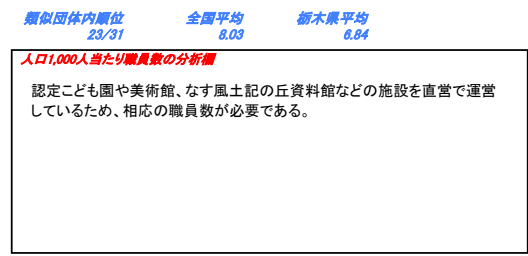 類似団体内順位 全国平均 栃木県平均
23/31 8.03 6.84
人口1,000人当たり職員数の分析欄
認定こども園や美術館、なす風土記の丘資料館などの施設を直営で運営
しているため、相応の職員数が必要である。